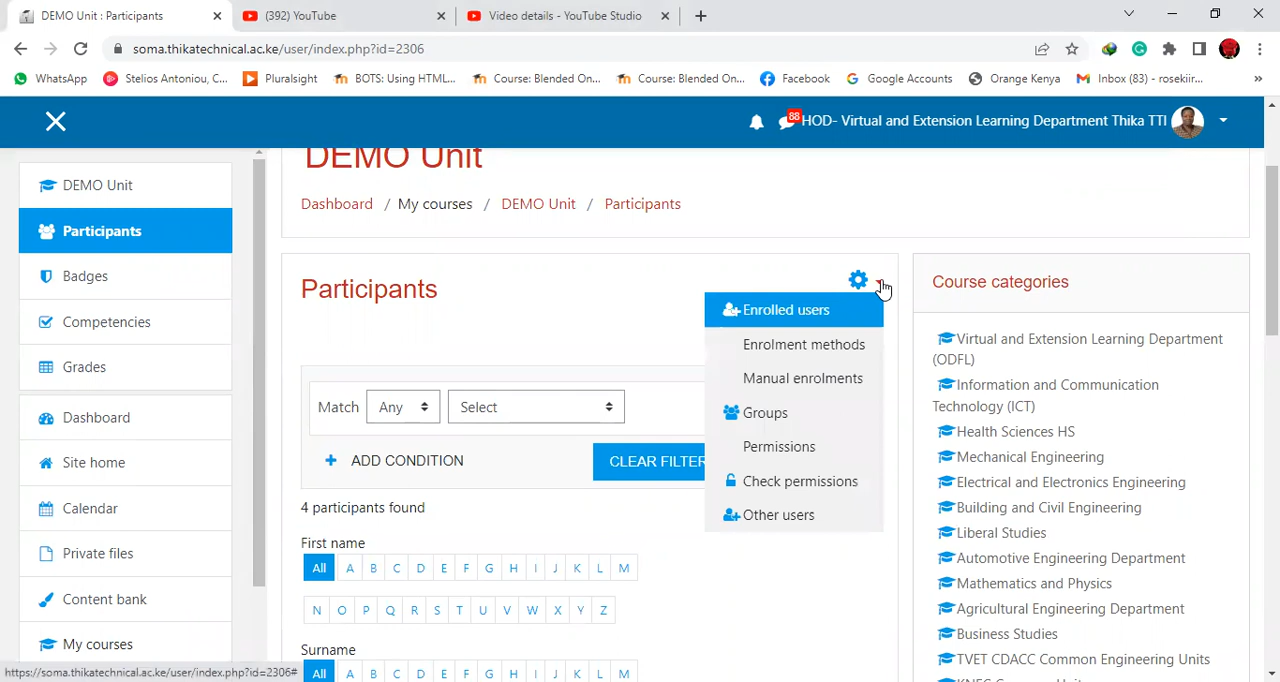 DEMO Unit : Participants
(392) YouTube
Video details - YouTube Studio
soma.thikatechnical.ac.ke/user/index.php?id=2306
WhatsApp
Stelios Antoniou, C...
Pluralsight
BOTS: Using HTML...
Course: Blended On...
Course: Blended On...
Facebook
Google Accounts
Orange Kenya
Inbox (83) - rosekiir...
»
88
HOD- Virtual and Extension Learning Department Thika TTI
DEMO Unit
Participants
Badges
Competencies
Grades
Dashboard
Site home
Calendar
Private files
Content bank
My courses
DEMO Unit
Dashboard / My courses / DEMO Unit / Participants
Participants
Enrolled users
Enrolment methods
Manual enrolments
Groups
Permissions
Check permissions
Other users
Match Any Select
+ ADD CONDITION
CLEAR FILTER
4 participants found
First name
All A B C D E F G H I J K L M
N O P Q R S T U V W X Y Z
Surname
All A B C D E F G H I J K L M
Course categories
Virtual and Extension Learning Department
(ODFL)
Information and Communication
Technology (ICT)
Health Sciences HS
Mechanical Engineering
Electrical and Electronics Engineering
Building and Civil Engineering
Liberal Studies
Automotive Engineering Department
Mathematics and Physics
Agricultural Engineering Department
Business Studies
TVET CDACC Common Engineering Units
https://soma.thikatechnical.ac.ke/user/index.php?id=2306#